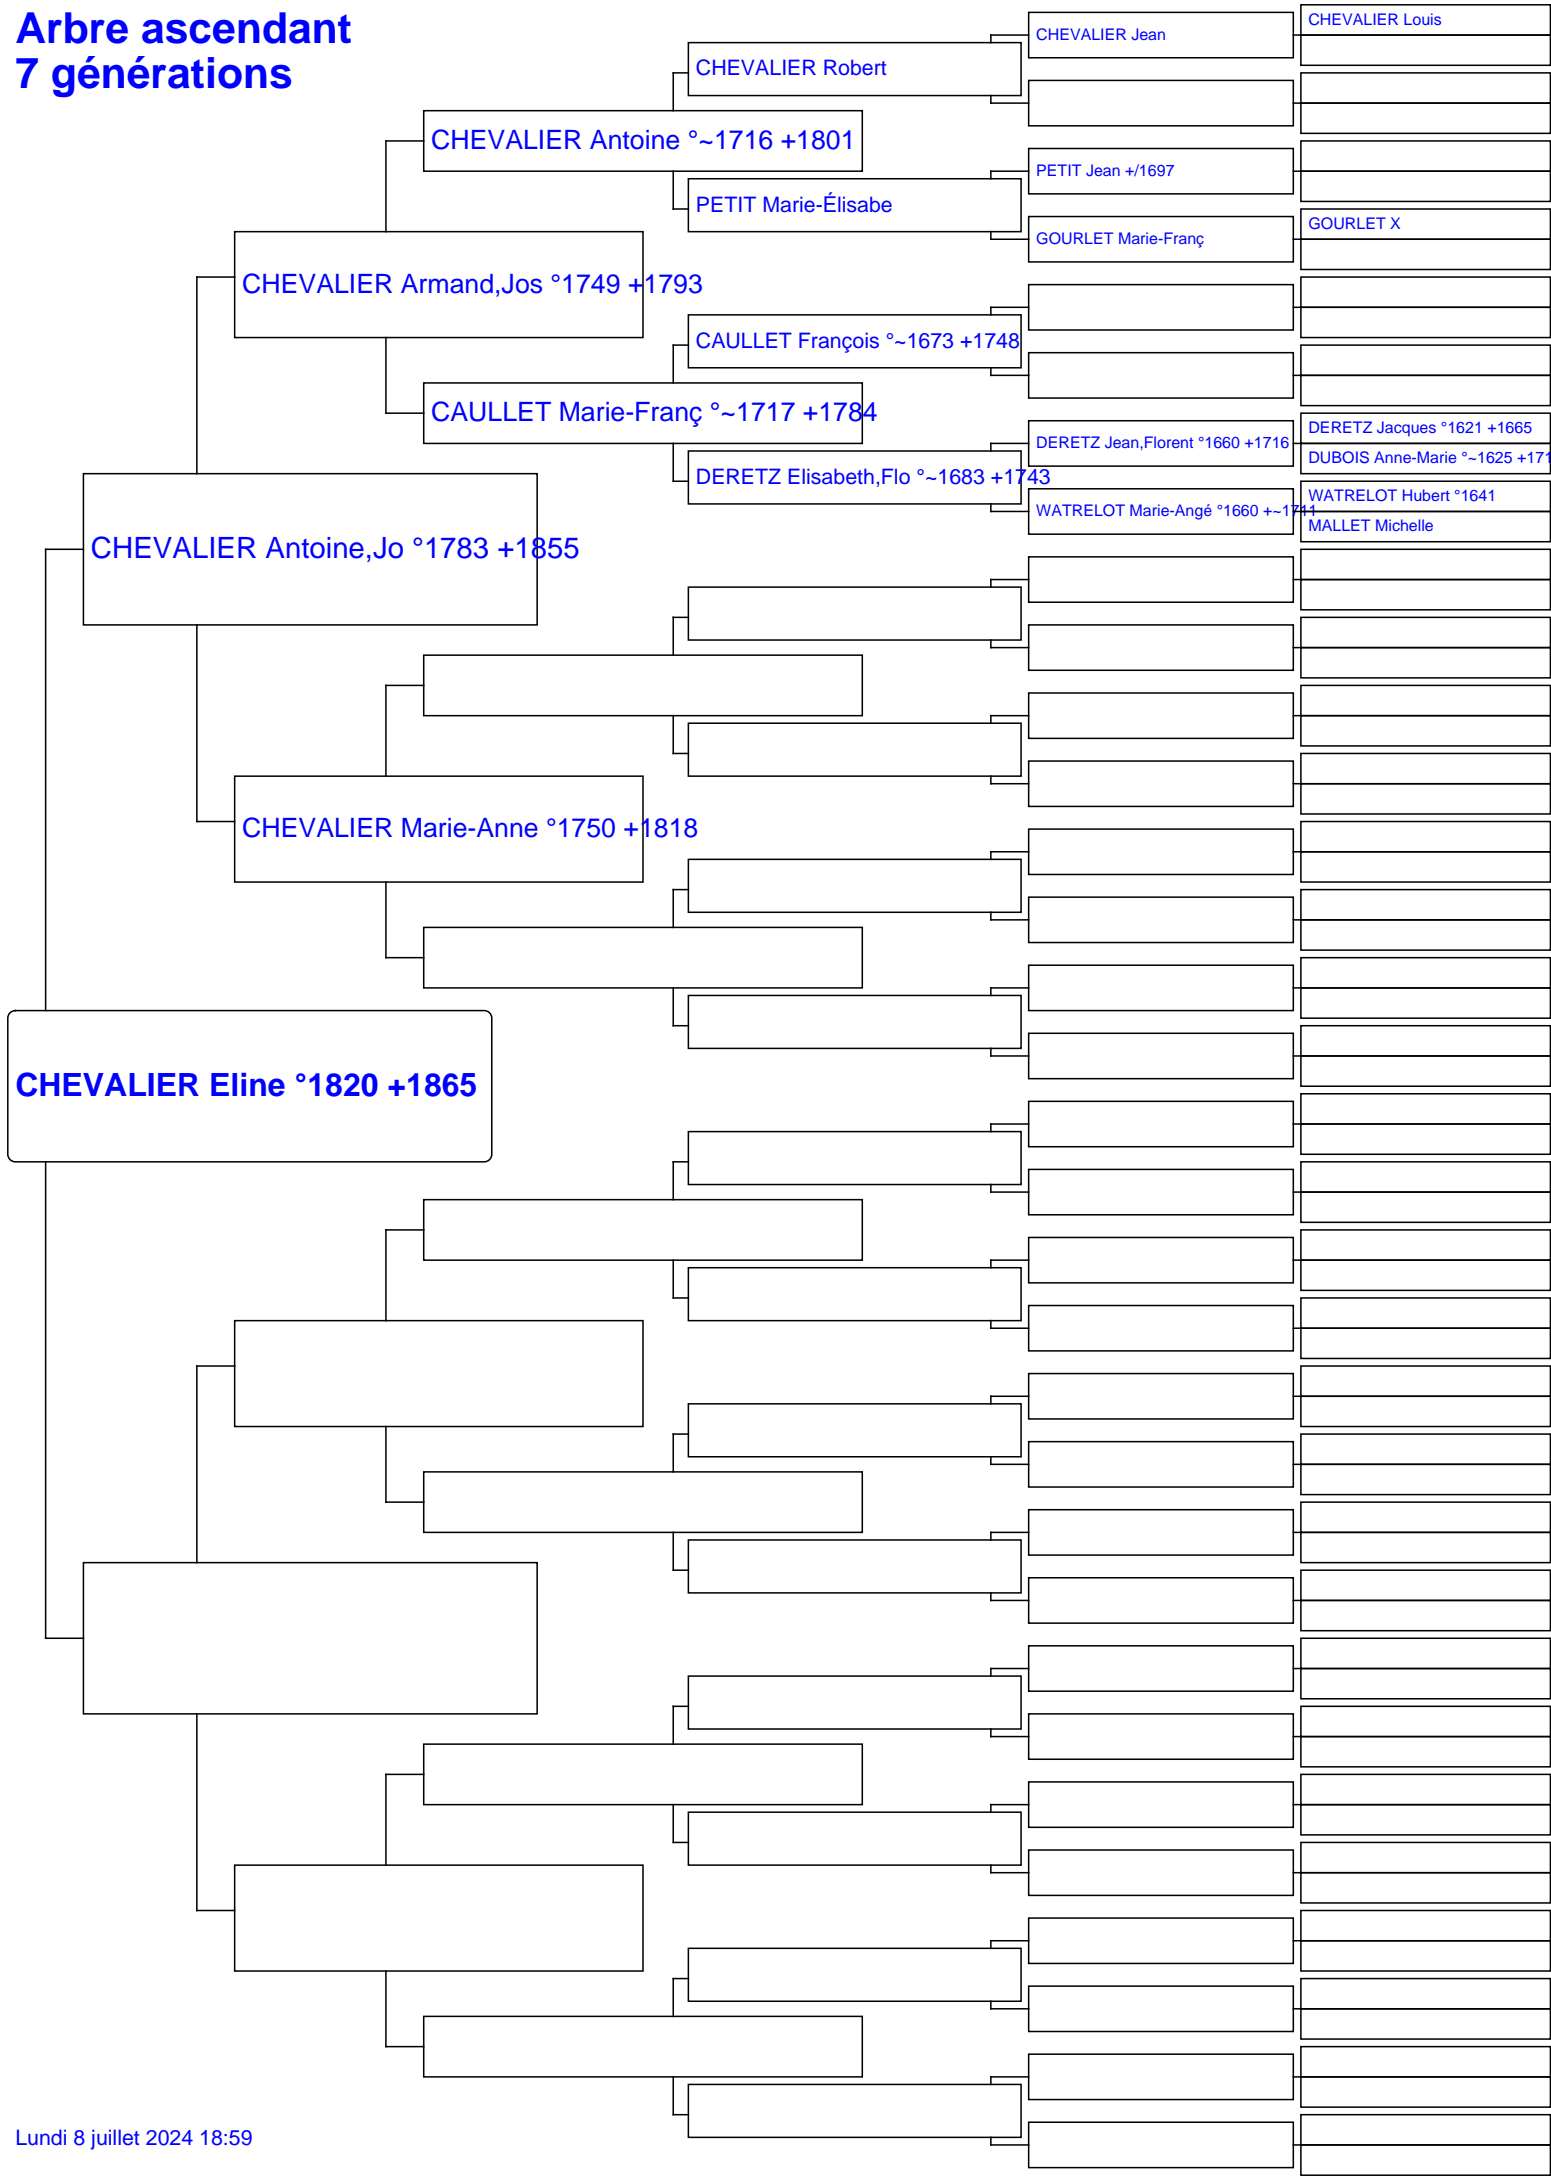 Arbre ascendant
7 générations
CHEVALIER Louis
CHEVALIER Jean
CHEVALIER Robert
CHEVALIER Antoine °~1716 +1801
PETIT Jean +/1697
PETIT Marie-Élisabe
GOURLET X
GOURLET Marie-Franç
CHEVALIER Armand,Jos °1749 +1793
CAULLET François °~1673 +1748
CAULLET Marie-Franç °~1717 +1784
DERETZ Jacques °1621 +1665
DERETZ Jean,Florent °1660 +1716
DUBOIS Anne-Marie °~1625 +171
DERETZ Elisabeth,Flo °~1683 +1743
WATRELOT Hubert °1641
WATRELOT Marie-Angé °1660 +~1711
MALLET Michelle
CHEVALIER Antoine,Jo °1783 +1855
CHEVALIER Marie-Anne °1750 +1818
CHEVALIER Eline °1820 +1865
Lundi 8 juillet 2024 18:59